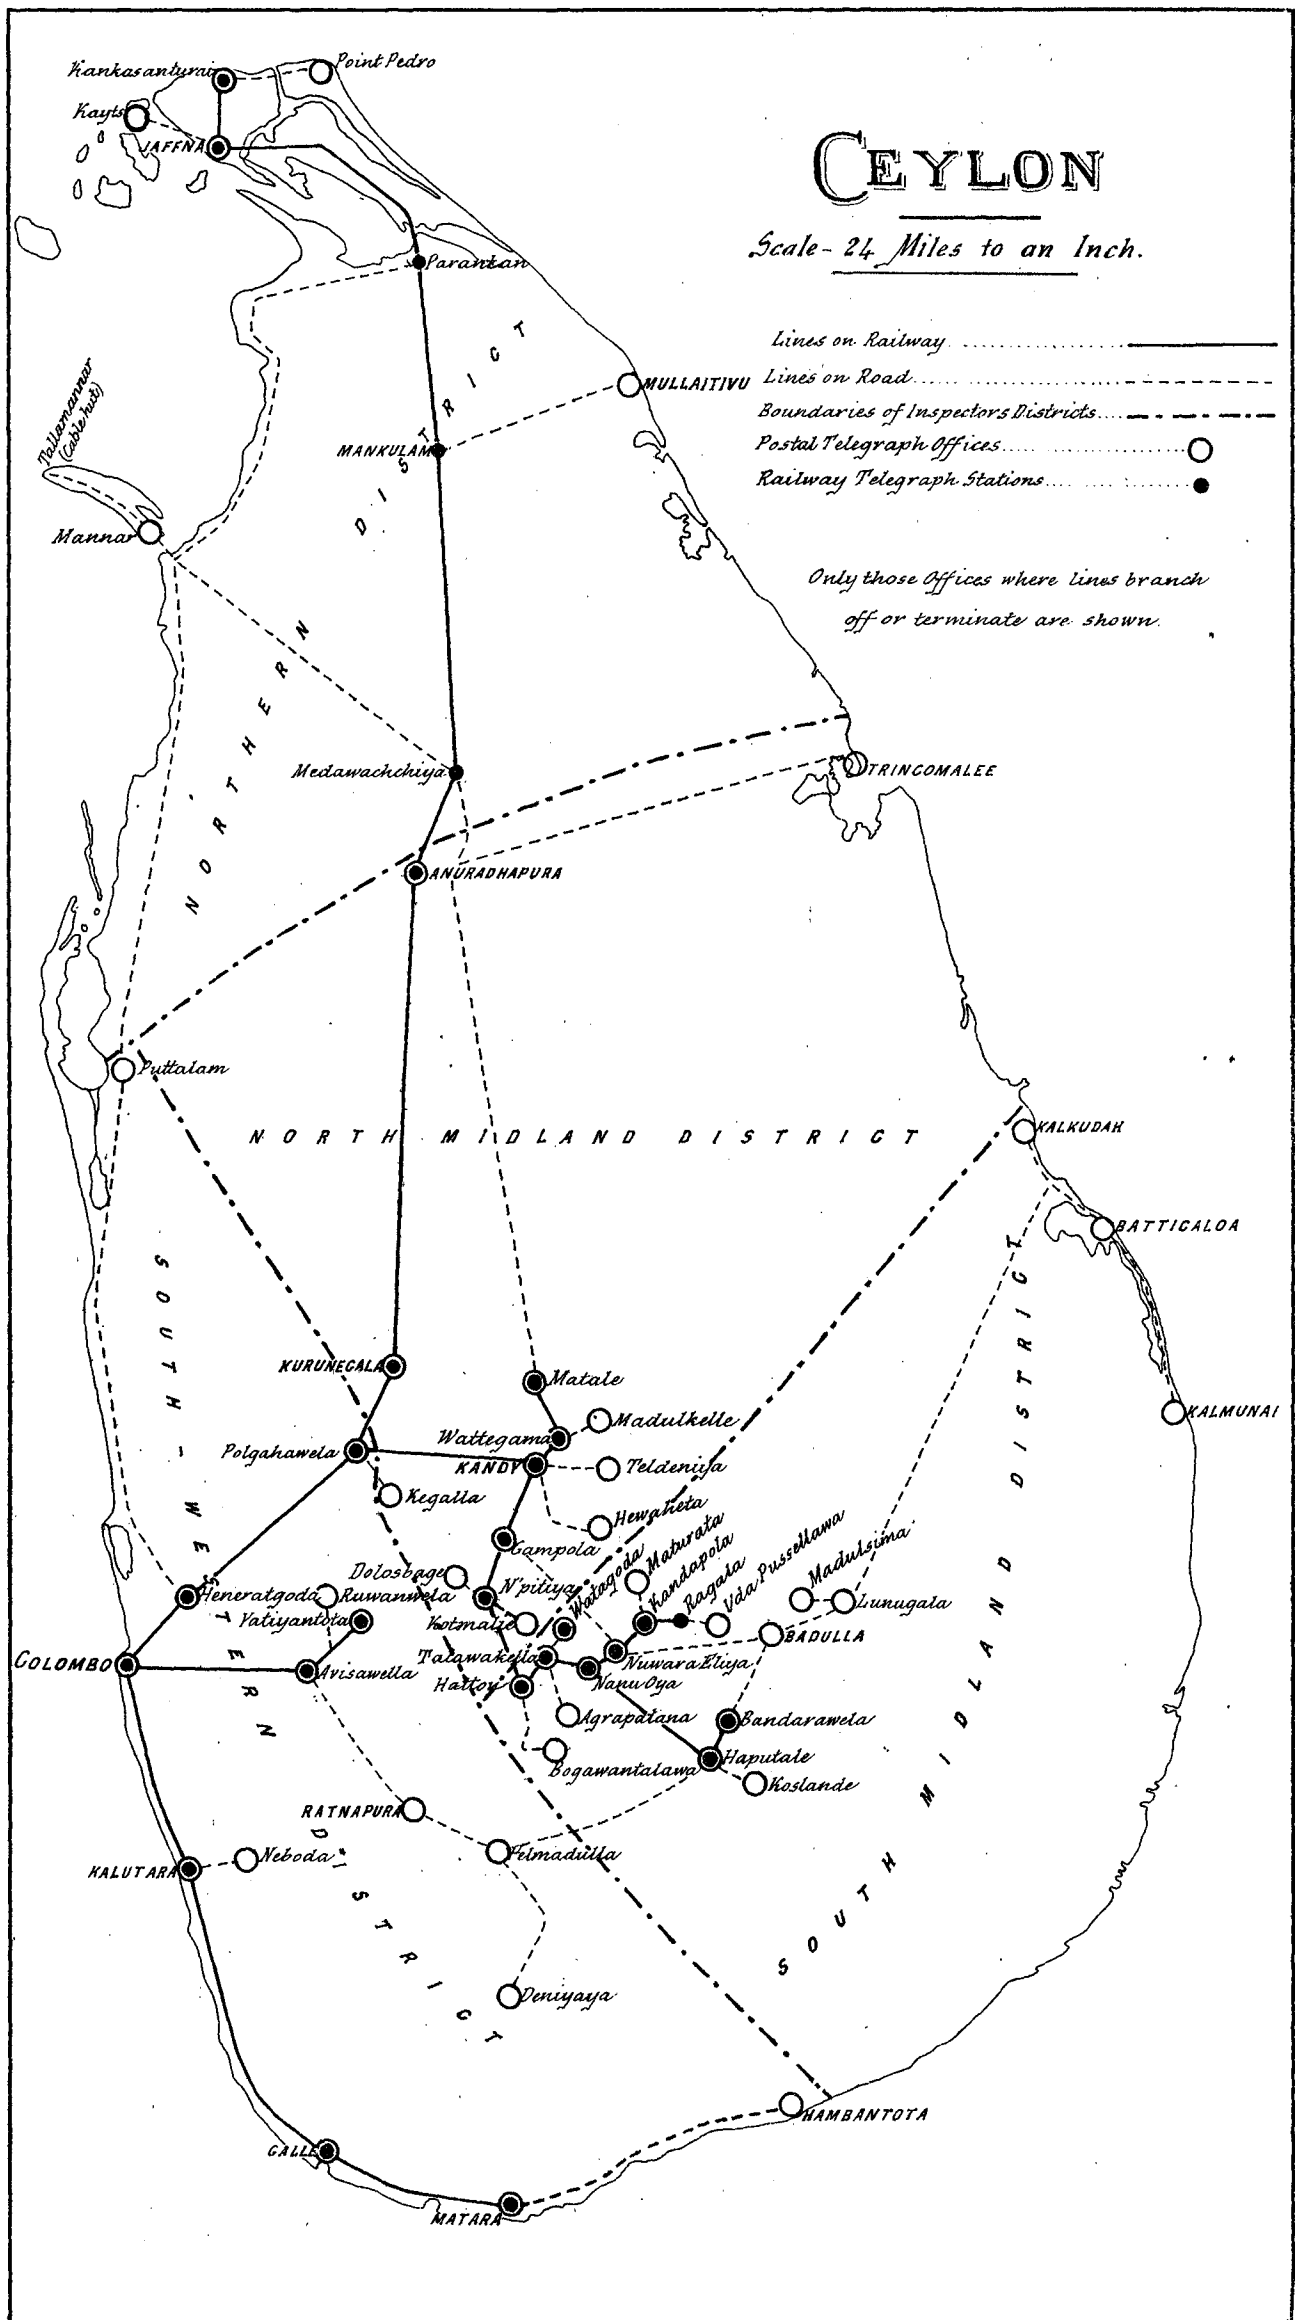 CEYLON
Scale - 24 Miles to an Inch.
Lines on Railway
Lines on Road
Boundaries of Inspectors Districts
Postal Telegraph Offices
Railway Telegraph Stations
Only those Offices where lines branch
off or terminate are shown.
Kankasanturai
Point Pedro
Kayts
JAFFNA
Parantan
MULLAITIVU
MANKULAM
Tallamannar
(Cable hut)
Mannar
NORTHERN DISTRICT
Medawachchiya
TRINCOMALEE
ANURADHAPURA
Puttalam
NORTH MIDLAND DISTRICT
KALKUDAH
BATTICALOA
KALMUNAI
KURUNEGALA
Matale
Madulkelle
Wattegama
Polgahawela
KANDY
Teldeniya
Kegalla
Hewaheta
Gampola
Maturata
Watagoda
Kandapola
Ragala
Uda Pussellawa
Madulsima
Lunugala
Dolosbage
N'pitiya
Heneratgoda
Ruwanwela
Yatiyantota
Kotmalie
BADULLA
COLOMBO
Avisawella
Talawakella
Nuwara Eliya
Hatton
Nanu Oya
Agrapatana
Bandarawela
Bogawantalawa
Haputale
Koslande
RATNAPURA
Pelmadulla
Neboda
KALUTARA
SOUTH-WESTERN DISTRICT
SOUTH MIDLAND DISTRICT
Deniyaya
HAMBANTOTA
GALLE
MATARA